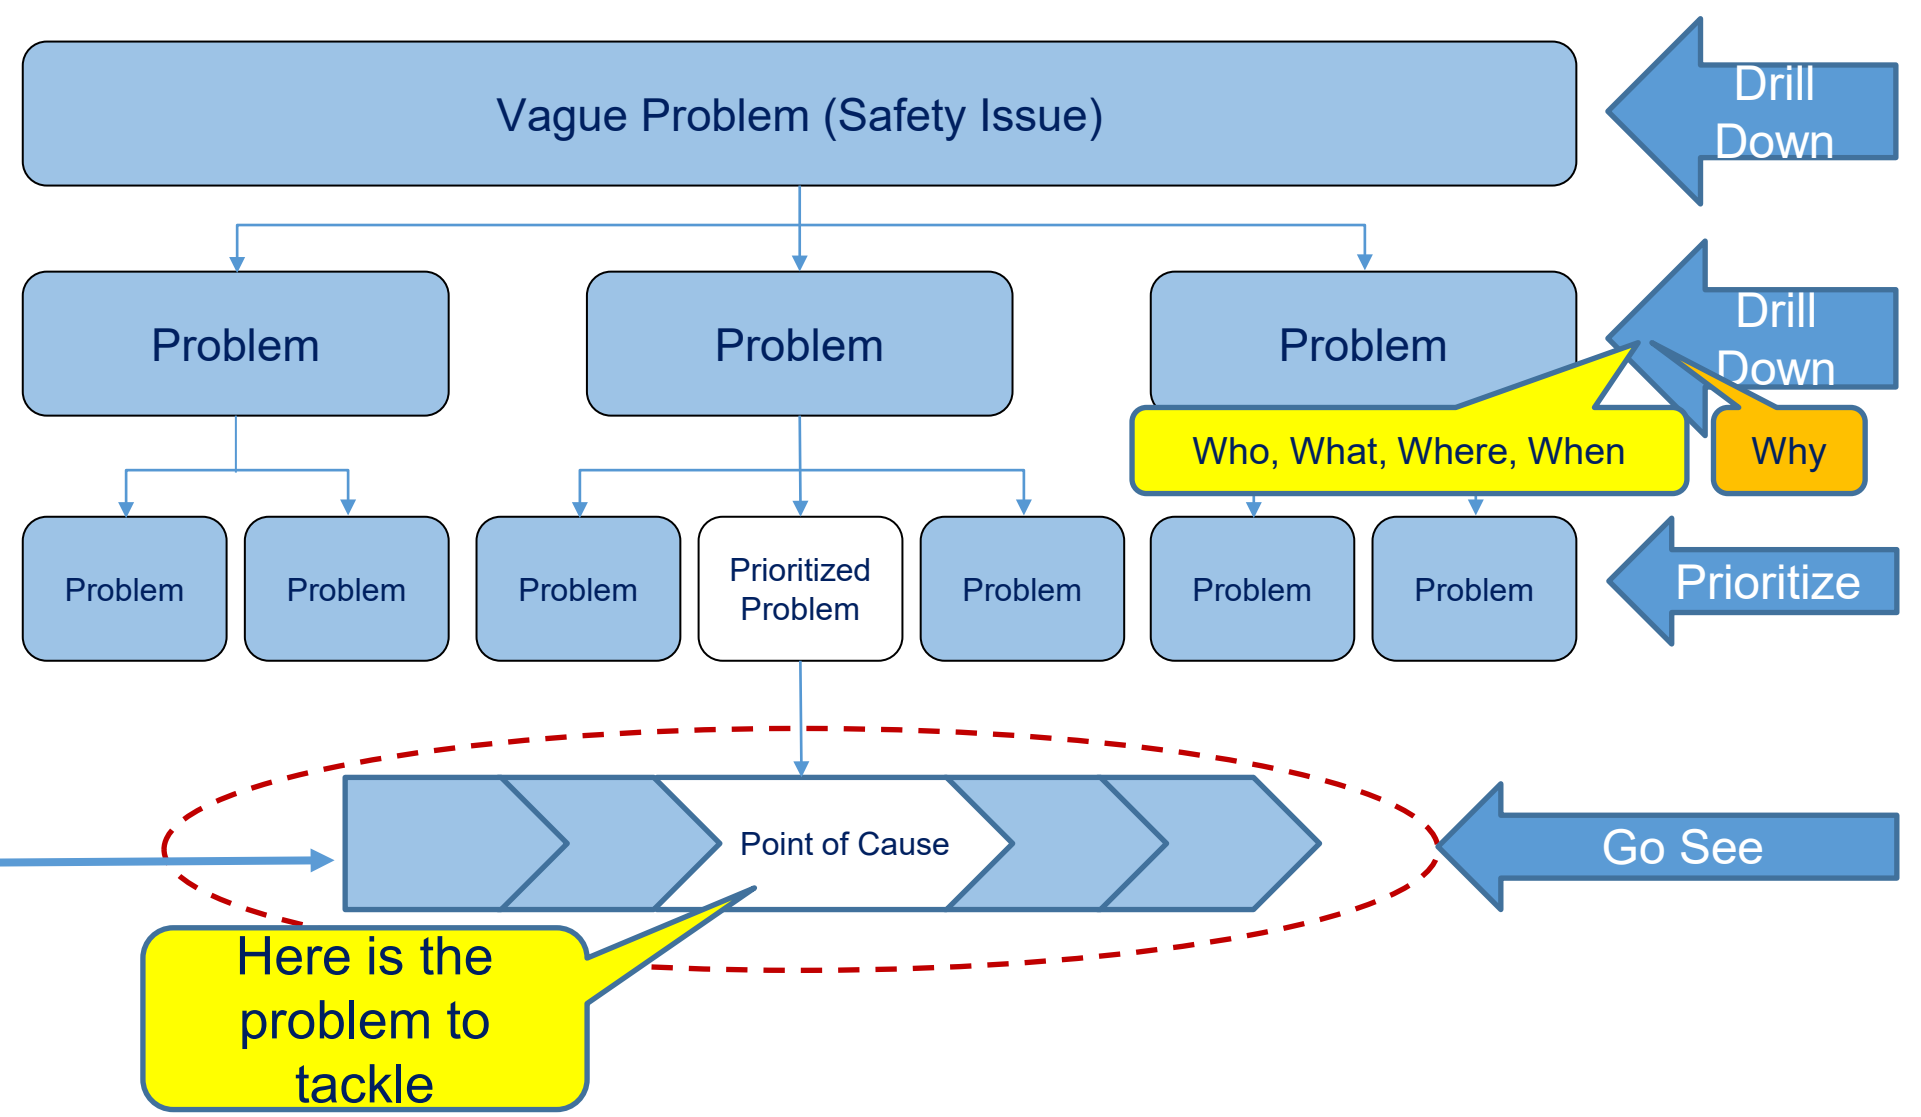 Vague Problem (Safety Issue)
Drill
Down
Problem
Problem
Problem
Drill
Down
Who, What, Where, When
Why
Problem
Problem
Problem
Prioritized
Problem
Problem
Problem
Problem
Prioritize
Point of Cause
Go See
Here is the
problem to
tackle